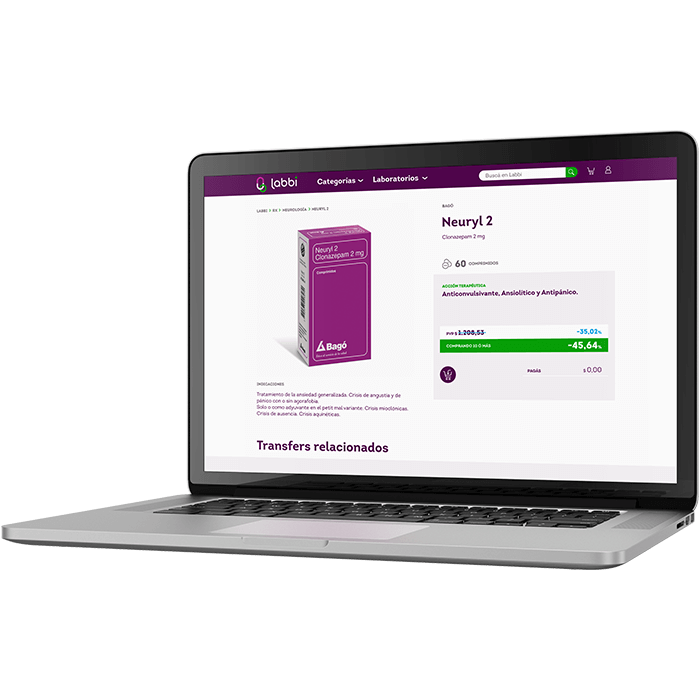 labbi
Categorías
Laboratorios
Buscá en Labbi
LABBI > RX > NEUROLOGÍA > NEURYL 2
Neuryl 2
Clonazepam 2 mg
Comprimidos
Bagó
INDICACIONES
Tratamiento de la ansiedad generalizada. Crisis de angustia y de
pánico con o sin agorafobia.
Solo o como adyuvante en el petit mal variante. Crisis mioclónicas.
Crisis de ausencia. Crisis aquinéticas.
Transfers relacionados
BAGÓ
Neuryl 2
Clonazepam 2 mg
60 COMPRIMIDOS
ACCIÓN TERAPÉUTICA
Anticonvulsivante, Ansiolítico y Antipánico.
PVP $ 1.208,53
-35,02%
COMPRANDO 10 Ó MÁS
-45,64%
PAGÁS
$ 0,00